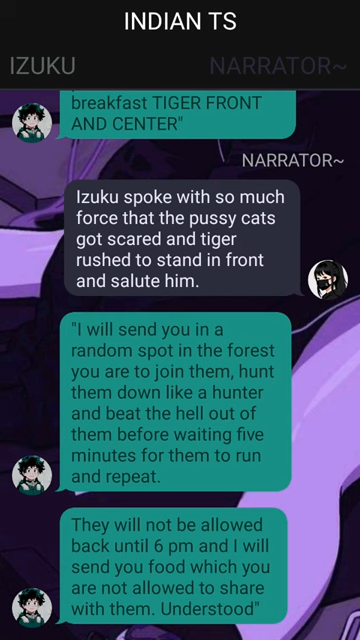 INDIAN TS
IZUKU NARRATOR~
breakfast TIGER FRONT
AND CENTER"
NARRATOR~
Izuku spoke with so much
force that the pussy cats
got scared and tiger
rushed to stand in front
and salute him.
"I will send you in a
random spot in the forest
you are to join them, hunt
them down like a hunter
and beat the hell out of
them before waiting five
minutes for them to run
and repeat.
They will not be allowed
back until 6 pm and I will
send you food which you
are not allowed to share
with them. Understood"